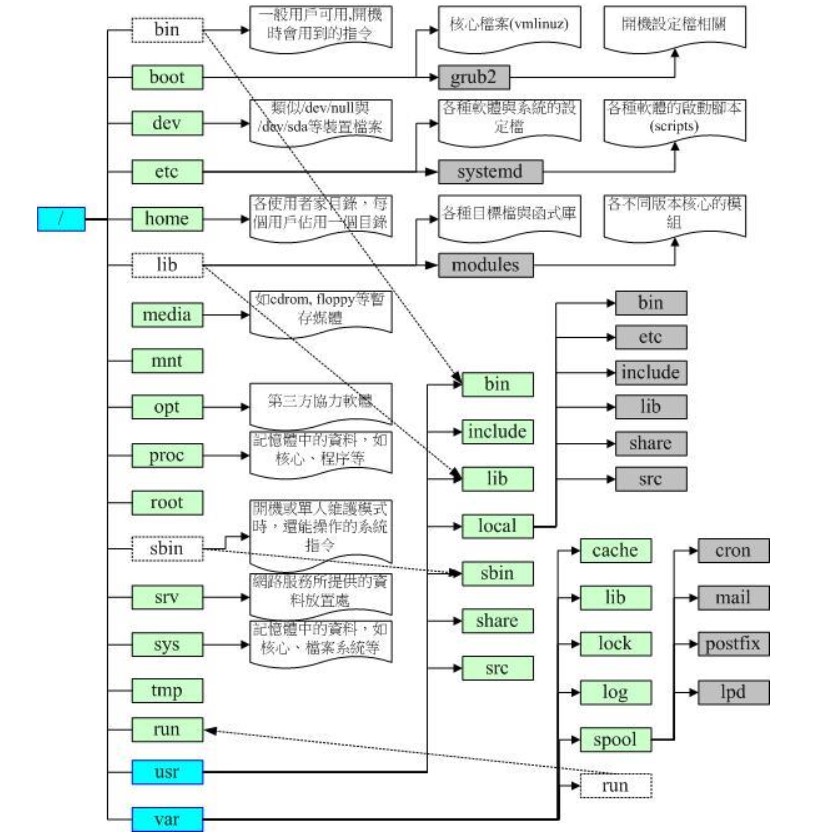 /
bin
一般用戶可用,開機
時會用到的指令
核心檔案(vmlinuz)
開機設定檔相關
boot
grub2
dev
類似/dev/null與
/dev/sda等裝置檔案
各種軟體與系統的設
定檔
各種軟體的啟動腳本
(scripts)
etc
systemd
home
各使用者家目錄，每
個用戶佔用一個目錄
各種目標檔與函式庫
各不同版本核心的模
組
lib
modules
media
如cdrom, floppy等暫
存媒體
mnt
opt
第三方協力軟體
proc
記憶體中的資料，如
核心、程序等
root
sbin
開機或單人維護模式
時，還能操作的系統
指令
srv
網路服務所提供的資
料放置處
sys
記憶體中的資料，如
核心、檔案系統等
tmp
run
usr
var
bin
include
lib
local
sbin
share
src
bin
etc
include
lib
share
src
cache
lib
lock
log
spool
run
cron
mail
postfix
lpd